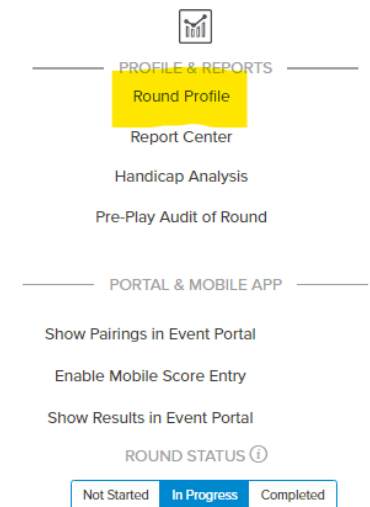 PROFILE & REPORTS
Round Profile
Report Center
Handicap Analysis
Pre-Play Audit of Round
PORTAL & MOBILE APP
Show Pairings in Event Portal
Enable Mobile Score Entry
Show Results in Event Portal
ROUND STATUS
Not Started In Progress Completed